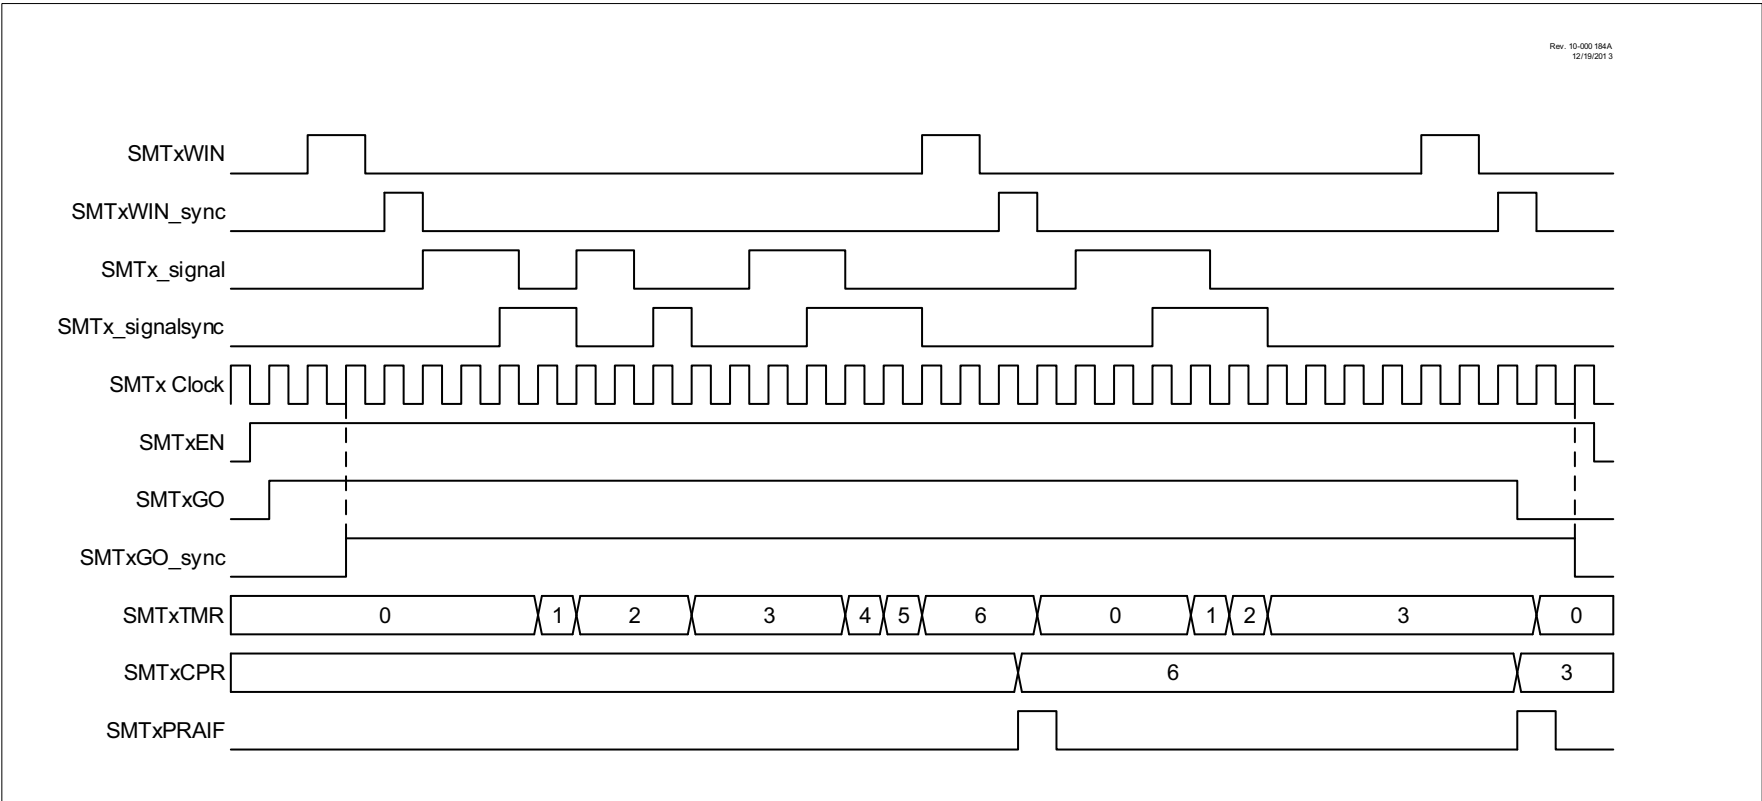 Rev. 10-000 184A
12/19/201 3
SMTxWIN
SMTxWIN_sync
SMTx_signal
SMTx_signalsync
SMTx Clock
SMTxEN
SMTxGO
SMTxGO_sync
SMTxTMR 0 1 2 3 4 5 6 0 1 2 3 0
SMTxCPR 6 3
SMTxPRAIF